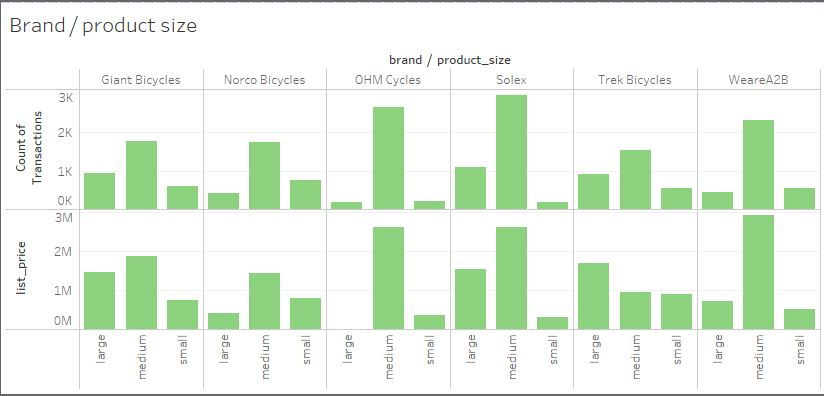 Brand / product size
brand / product_size
Giant Bicycles
Norco Bicycles
OHM Cycles
Solex
Trek Bicycles
WeareA2B
Count of
Transactions
3K
2K
1K
0K
list_price
3M
2M
1M
0M
large
medium
small
large
medium
small
large
medium
small
large
medium
small
large
medium
small
large
medium
small